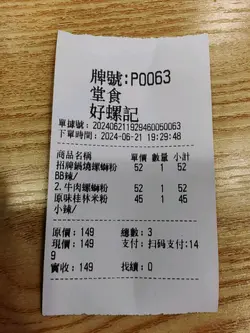 牌號:P0063
堂食
好螺記
單據號: 202406211929460060063
下單時間: 2024-06-21 19:29:48
商品名稱 單價 數量 小計
招牌鍋燒螺螄粉 52 1 52
BB辣/
2.牛肉螺螄粉 52 1 52
原味桂林米粉 45 1 45
小辣/
原價: 149 總數: 3
現價: 149 支付: 扫码支付:14
9
實收: 149 找續: 0